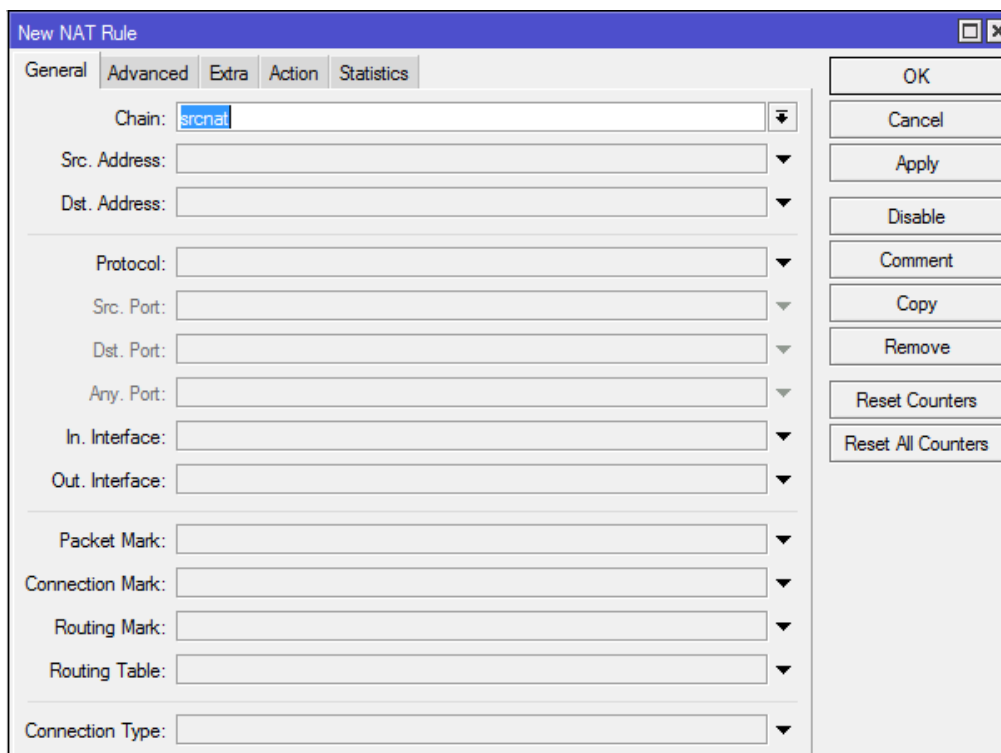 New NAT Rule
General Advanced Extra Action Statistics
Chain: srcnat
Src. Address:
Dst. Address:
Protocol:
Src. Port:
Dst. Port:
Any. Port:
In. Interface:
Out. Interface:
Packet Mark:
Connection Mark:
Routing Mark:
Routing Table:
Connection Type:
OK
Cancel
Apply
Disable
Comment
Copy
Remove
Reset Counters
Reset All Counters